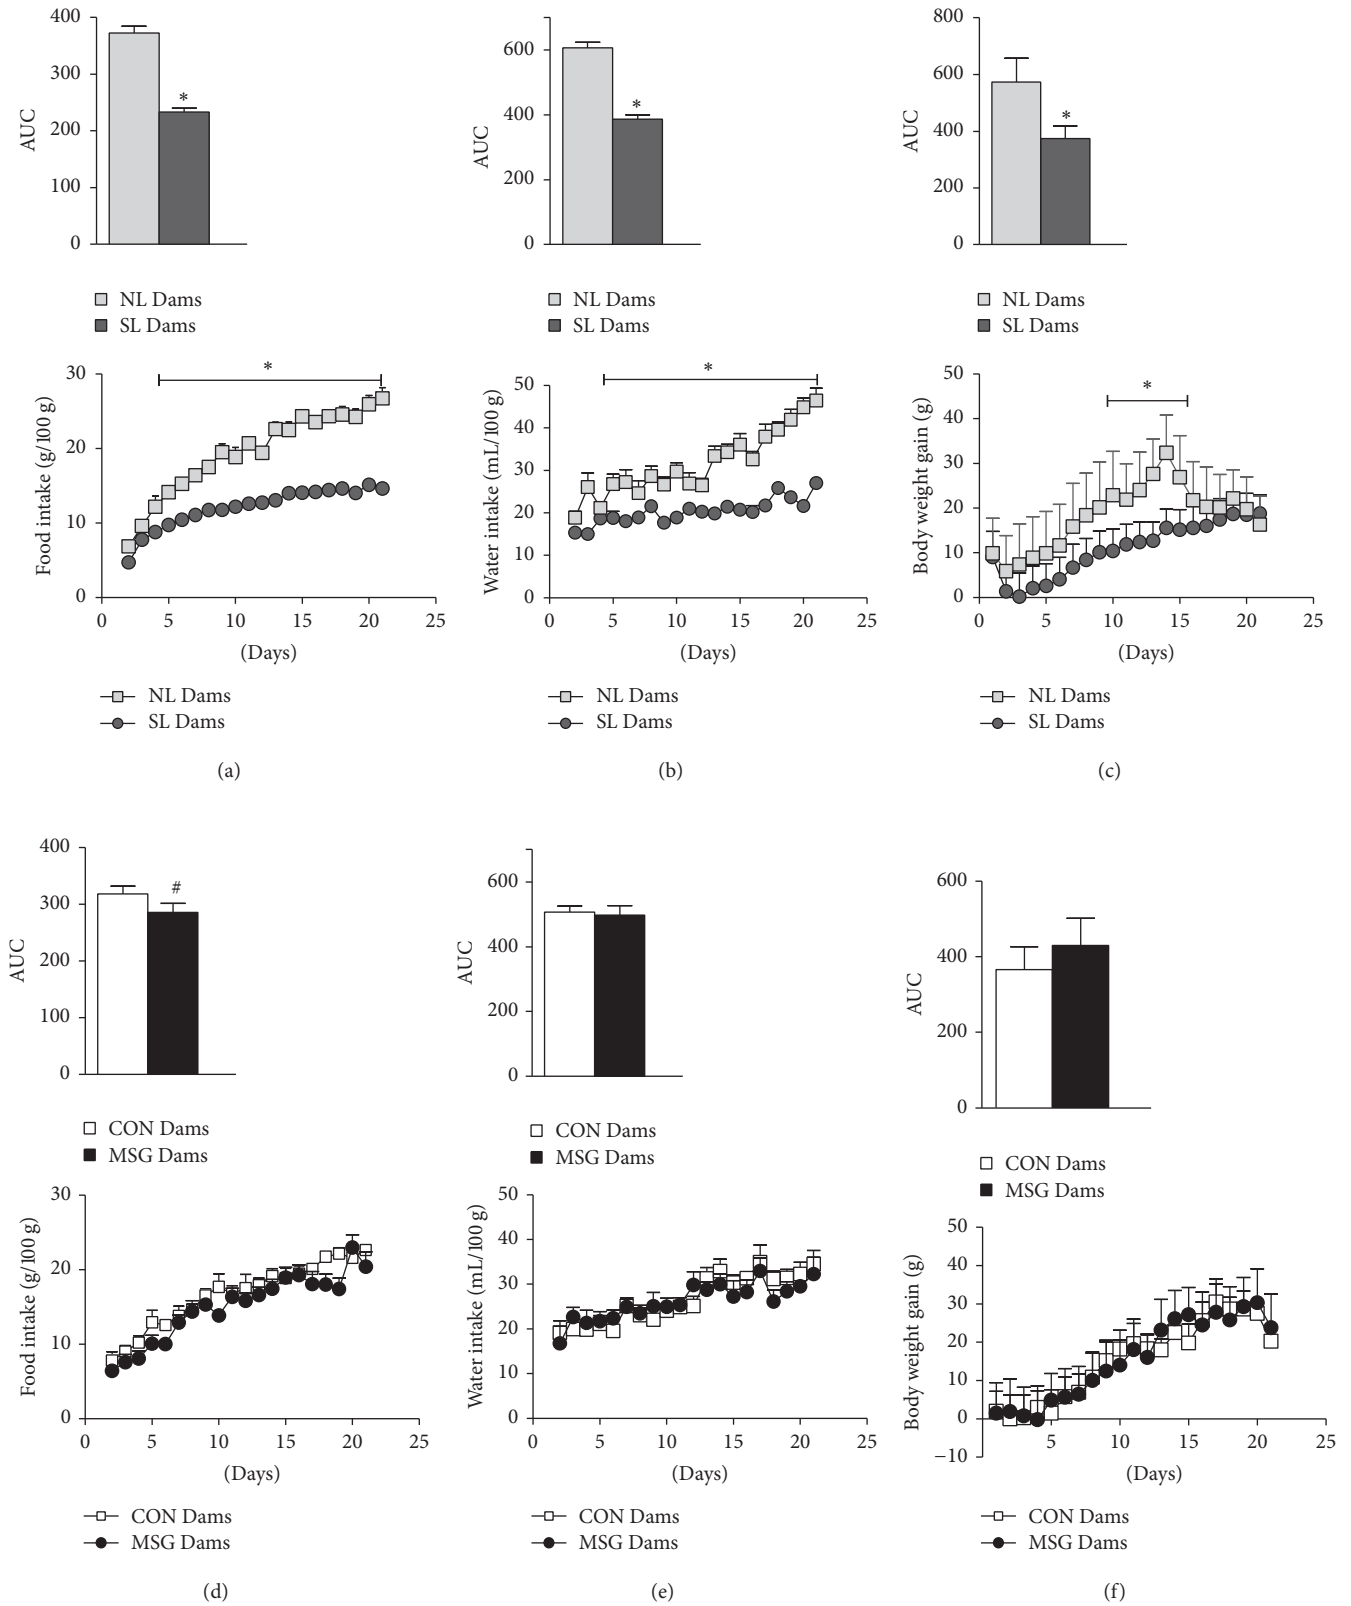 400
300
200
100
0
AUC
*
NL Dams
SL Dams
30
20
10
0
Food intake (g/100 g)
*
0 5 10 15 20 25
(Days)
NL Dams
SL Dams
(a)
600
400
200
0
AUC
*
NL Dams
SL Dams
50
40
30
20
10
0
Water intake (mL/100 g)
*
0 5 10 15 20 25
(Days)
NL Dams
SL Dams
(b)
800
600
400
200
0
AUC
*
NL Dams
SL Dams
50
40
30
20
10
0
Body weight gain (g)
*
0 5 10 15 20 25
(Days)
NL Dams
SL Dams
(c)
400
300
200
100
0
AUC
#
CON Dams
MSG Dams
30
20
10
0
Food intake (g/100 g)
0 5 10 15 20 25
(Days)
CON Dams
MSG Dams
(d)
600
400
200
0
AUC
CON Dams
MSG Dams
50
40
30
20
10
0
Water intake (mL/100 g)
0 5 10 15 20 25
(Days)
CON Dams
MSG Dams
(e)
600
400
200
0
AUC
CON Dams
MSG Dams
50
40
30
20
10
0
−10
Body weight gain (g)
5 10 15 20 25
(Days)
CON Dams
MSG Dams
(f)